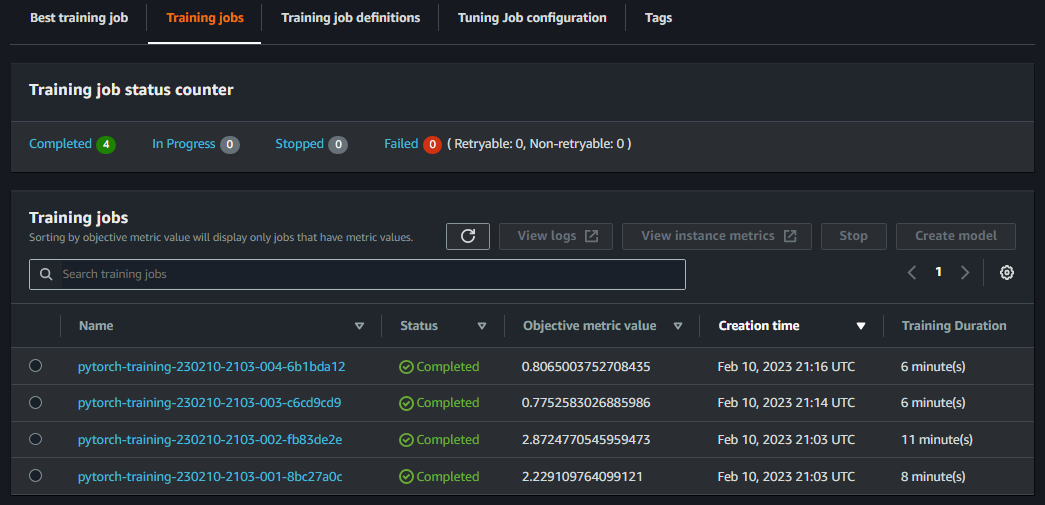 Best training job Training jobs Training job definitions Tuning Job configuration Tags
Training job status counter
Completed 4 In Progress 0 Stopped 0 Failed 0 ( Retryable: 0, Non-retryable: 0 )
Training jobs
Sorting by objective metric value will display only jobs that have metric values.
View logs View instance metrics Stop Create model
Search training jobs
1
Name Status Objective metric value Creation time Training Duration
pytorch-training-230210-2103-004-6b1bda12 Completed 0.8065003752708435 Feb 10, 2023 21:16 UTC 6 minute(s)
pytorch-training-230210-2103-003-c6cd9cd9 Completed 0.7752583026885986 Feb 10, 2023 21:14 UTC 6 minute(s)
pytorch-training-230210-2103-002-fb83de2e Completed 2.8724770545959473 Feb 10, 2023 21:03 UTC 11 minute(s)
pytorch-training-230210-2103-001-8bc27a0c Completed 2.229109764099121 Feb 10, 2023 21:03 UTC 8 minute(s)